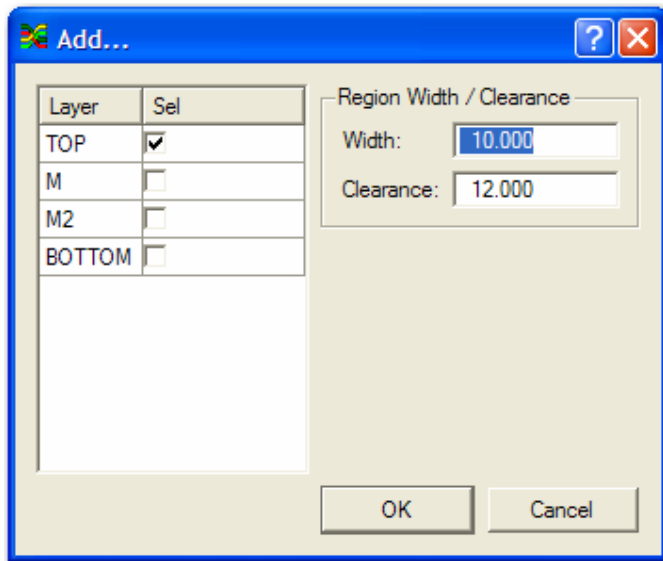 Add...
Layer Sel
TOP
M
M2
BOTTOM
Region Width / Clearance
Width: 10.000
Clearance: 12.000
OK Cancel